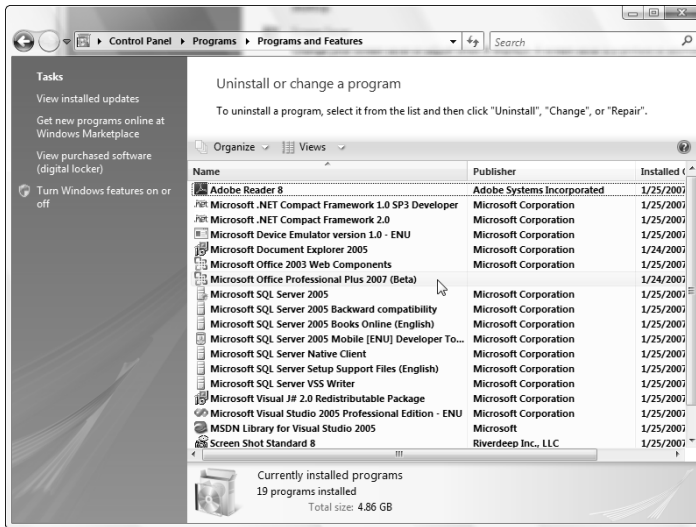 Control Panel ▸ Programs ▸ Programs and Features
Search
Tasks
View installed updates
Get new programs online at
Windows Marketplace
View purchased software
(digital locker)
Turn Windows features on or
off
Uninstall or change a program
To uninstall a program, select it from the list and then click "Uninstall", "Change", or "Repair".
Organize Views
Name Publisher Installed
Adobe Reader 8 Adobe Systems Incorporated 1/25/2007
Microsoft .NET Compact Framework 1.0 SP3 Developer Microsoft Corporation 1/25/2007
Microsoft .NET Compact Framework 2.0 Microsoft Corporation 1/25/2007
Microsoft Device Emulator version 1.0 - ENU Microsoft Corporation 1/25/2007
Microsoft Document Explorer 2005 Microsoft Corporation 1/24/2007
Microsoft Office 2003 Web Components Microsoft Corporation 1/25/2007
Microsoft Office Professional Plus 2007 (Beta) 1/24/2007
Microsoft SQL Server 2005 Microsoft Corporation 1/25/2007
Microsoft SQL Server 2005 Backward compatibility Microsoft Corporation 1/25/2007
Microsoft SQL Server 2005 Books Online (English) Microsoft Corporation 1/25/2007
Microsoft SQL Server 2005 Mobile [ENU] Developer To... Microsoft Corporation 1/25/2007
Microsoft SQL Server Native Client Microsoft Corporation 1/25/2007
Microsoft SQL Server Setup Support Files (English) Microsoft Corporation 1/25/2007
Microsoft SQL Server VSS Writer Microsoft Corporation 1/25/2007
Microsoft Visual J# 2.0 Redistributable Package Microsoft Corporation 1/25/2007
Microsoft Visual Studio 2005 Professional Edition - ENU Microsoft Corporation 1/25/2007
MSDN Library for Visual Studio 2005 Microsoft 1/25/2007
Screen Shot Standard 8 Riverdeep Inc., LLC 1/25/2007
Currently installed programs
19 programs installed
Total size: 4.86 GB